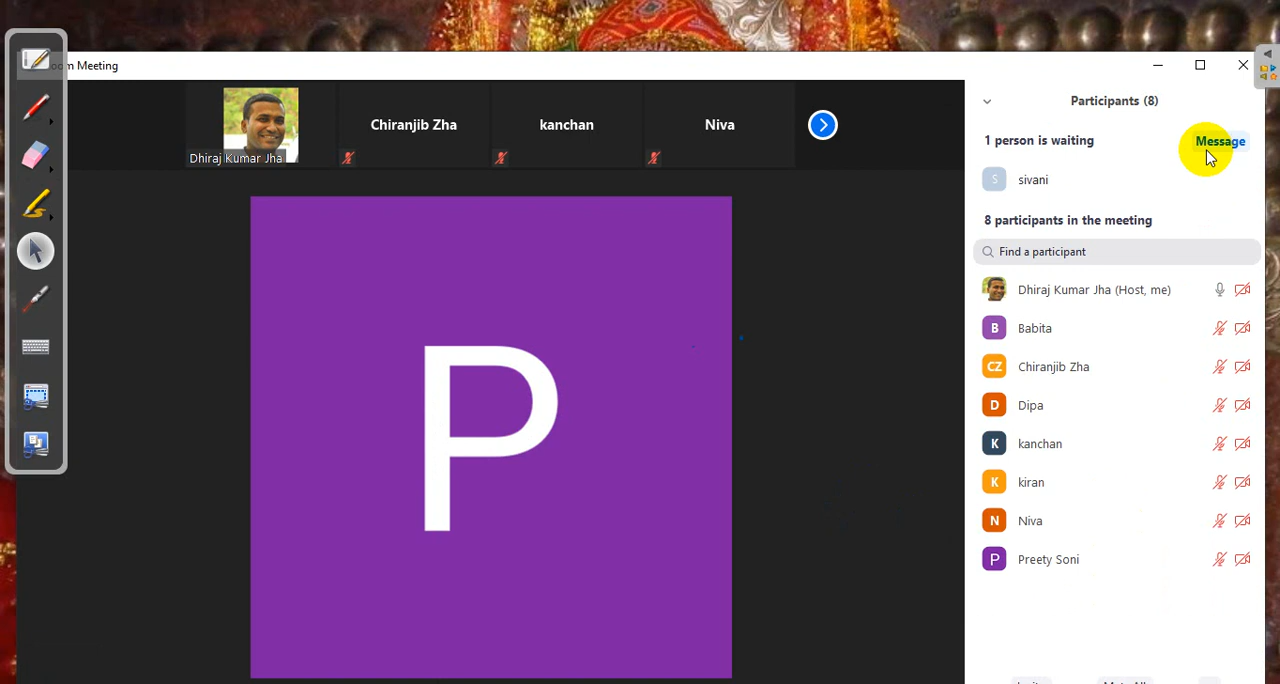 oom Meeting
Dhiraj Kumar Jha
Chiranjib Zha
kanchan
Niva
P
Participants (8)
1 person is waiting
Message
S sivani
8 participants in the meeting
Find a participant
Dhiraj Kumar Jha (Host, me)
B Babita
CZ Chiranjib Zha
D Dipa
K kanchan
K kiran
N Niva
P Preety Soni